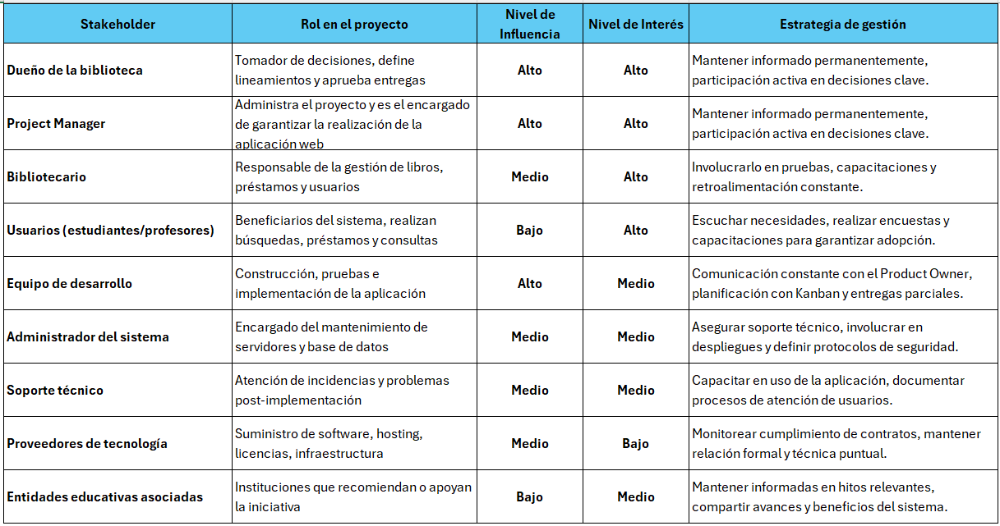 Stakeholder
Rol en el proyecto
Nivel de
Influencia
Nivel de Interés
Estrategia de gestión
Dueño de la biblioteca
Tomador de decisiones, define
lineamientos y aprueba entregas
Alto
Alto
Mantener informado permanentemente,
participación activa en decisiones clave.
Project Manager
Administra el proyecto y es el encargado
de garantizar la realización de la
aplicación web
Alto
Alto
Mantener informado permanentemente,
participación activa en decisiones clave.
Bibliotecario
Responsable de la gestión de libros,
préstamos y usuarios
Medio
Alto
Involucrarlo en pruebas, capacitaciones y
retroalimentación constante.
Usuarios (estudiantes/profesores)
Beneficiarios del sistema, realizan
búsquedas, préstamos y consultas
Bajo
Alto
Escuchar necesidades, realizar encuestas y
capacitaciones para garantizar adopción.
Equipo de desarrollo
Construcción, pruebas e
implementación de la aplicación
Alto
Medio
Comunicación constante con el Product Owner,
planificación con Kanban y entregas parciales.
Administrador del sistema
Encargado del mantenimiento de
servidores y base de datos
Medio
Medio
Asegurar soporte técnico, involucrar en
despliegues y definir protocolos de seguridad.
Soporte técnico
Atención de incidencias y problemas
post-implementación
Medio
Medio
Capacitar en uso de la aplicación, documentar
procesos de atención de usuarios.
Proveedores de tecnología
Suministro de software, hosting,
licencias, infraestructura
Medio
Bajo
Monitorear cumplimiento de contratos, mantener
relación formal y técnica puntual.
Entidades educativas asociadas
Instituciones que recomiendan o apoyan
la iniciativa
Bajo
Medio
Mantener informadas en hitos relevantes,
compartir avances y beneficios del sistema.